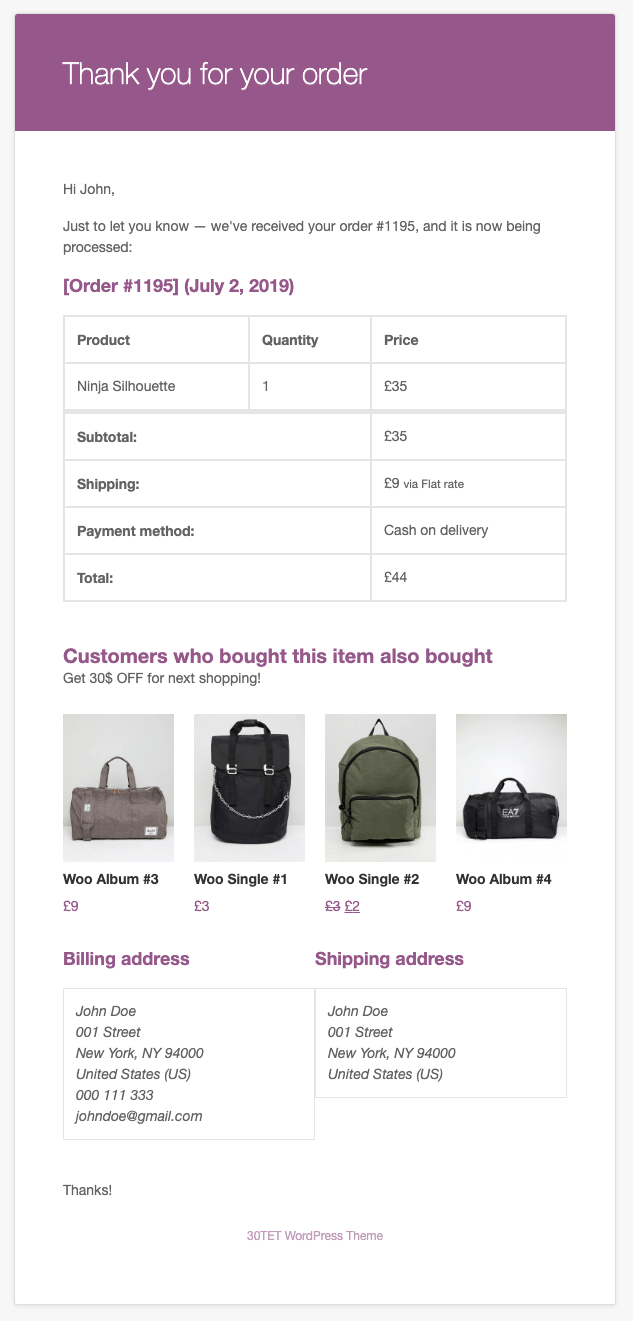 Thank you for your order
Hi John,
Just to let you know — we've received your order #1195, and it is now being
processed:
[Order #1195] (July 2, 2019)
Product Quantity Price
Ninja Silhouette 1 £35
Subtotal: £35
Shipping: £9 via Flat rate
Payment method: Cash on delivery
Total: £44
Customers who bought this item also bought
Get 30$ OFF for next shopping!
EA7
Woo Album #3 Woo Single #1 Woo Single #2 Woo Album #4
£9 £3 £3 £2 £9
Billing address Shipping address
John Doe John Doe
001 Street 001 Street
New York, NY 94000 New York, NY 94000
United States (US) United States (US)
000 111 333
johndoe@gmail.com
Thanks!
30TET WordPress Theme